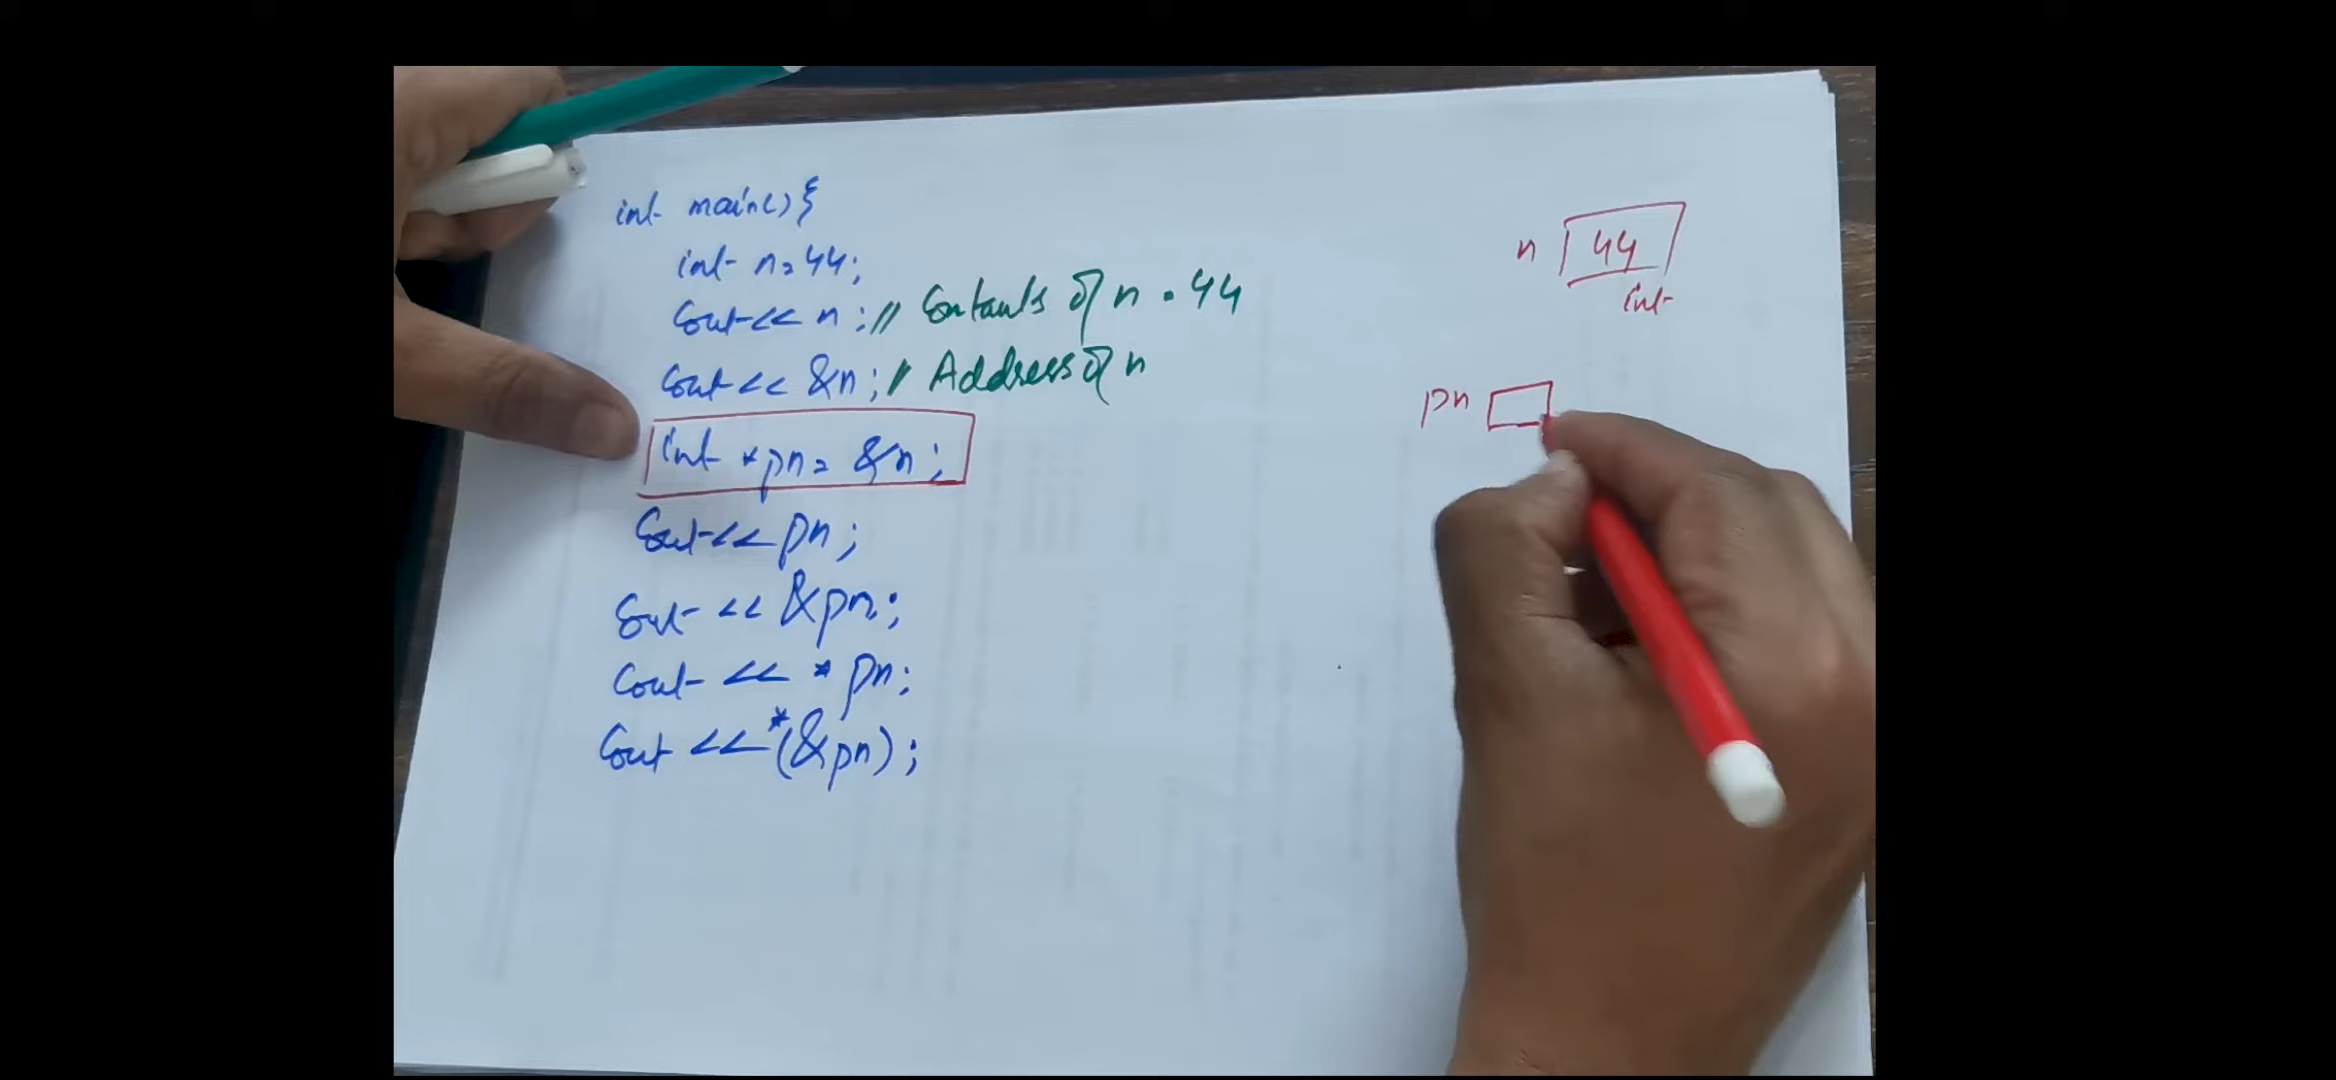 int main() {
int n = 44;
Cout << n ; // Contents of n = 44
Cout << &n ; // Address of n
int *pn = &n ;
Cout << pn ;
Cout << &pn ;
Cout << * pn ;
Cout << *(&pn) ;
n 44
int
pn